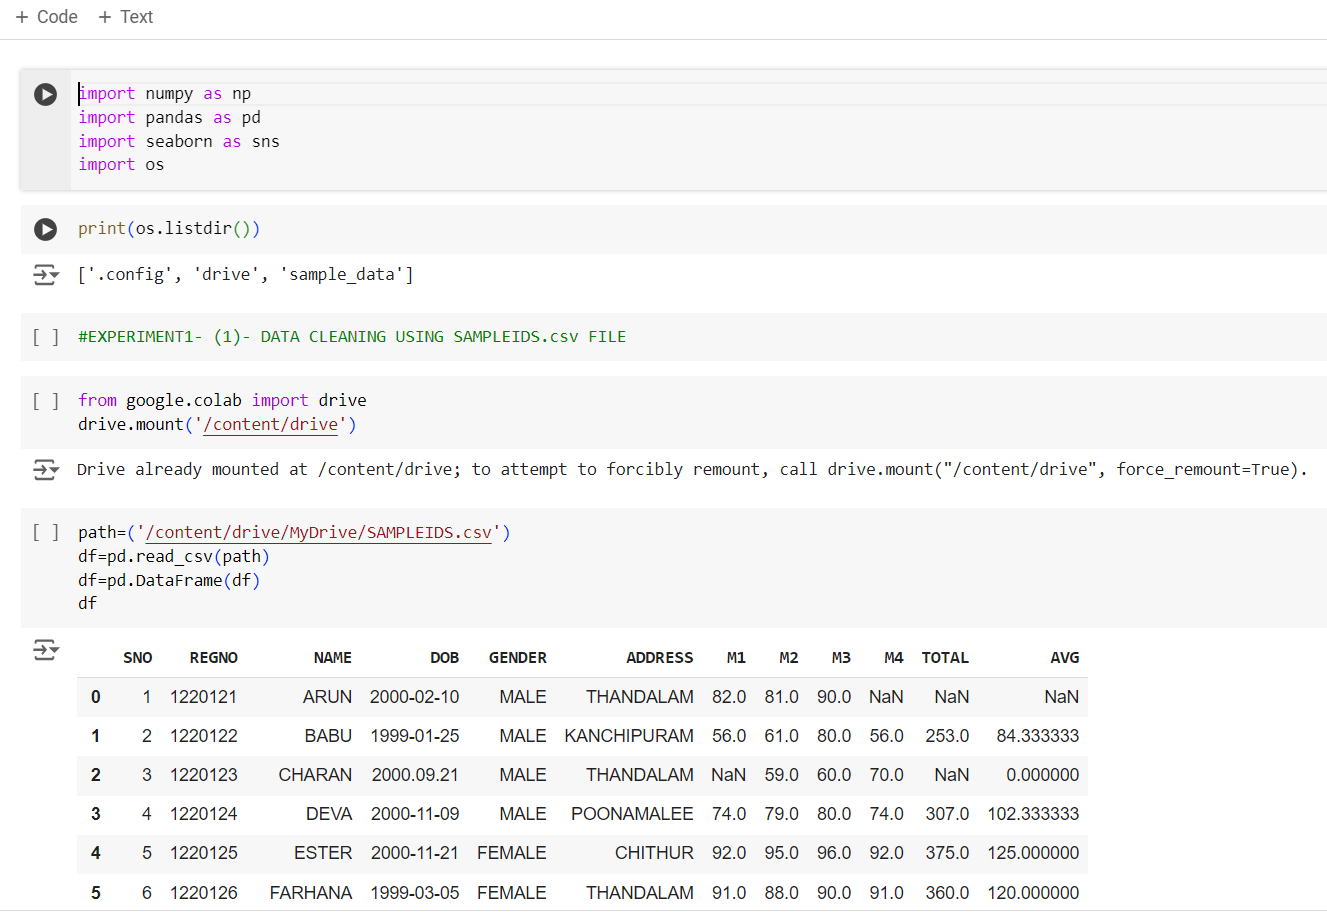 + Code + Text
import numpy as np
import pandas as pd
import seaborn as sns
import os
print(os.listdir())
['.config', 'drive', 'sample_data']
[ ] #EXPERIMENT1- (1)- DATA CLEANING USING SAMPLEIDS.csv FILE
[ ] from google.colab import drive
drive.mount('/content/drive')
Drive already mounted at /content/drive; to attempt to forcibly remount, call drive.mount("/content/drive", force_remount=True).
[ ] path=('/content/drive/MyDrive/SAMPLEIDS.csv')
df=pd.read_csv(path)
df=pd.DataFrame(df)
df
SNO REGNO NAME DOB GENDER ADDRESS M1 M2 M3 M4 TOTAL AVG
0 1 1220121 ARUN 2000-02-10 MALE THANDALAM 82.0 81.0 90.0 NaN NaN NaN
1 2 1220122 BABU 1999-01-25 MALE KANCHIPURAM 56.0 61.0 80.0 56.0 253.0 84.333333
2 3 1220123 CHARAN 2000.09.21 MALE THANDALAM NaN 59.0 60.0 70.0 NaN 0.000000
3 4 1220124 DEVA 2000-11-09 MALE POONAMALEE 74.0 79.0 80.0 74.0 307.0 102.333333
4 5 1220125 ESTER 2000-11-21 FEMALE CHITHUR 92.0 95.0 96.0 92.0 375.0 125.000000
5 6 1220126 FARHANA 1999-03-05 FEMALE THANDALAM 91.0 88.0 90.0 91.0 360.0 120.000000